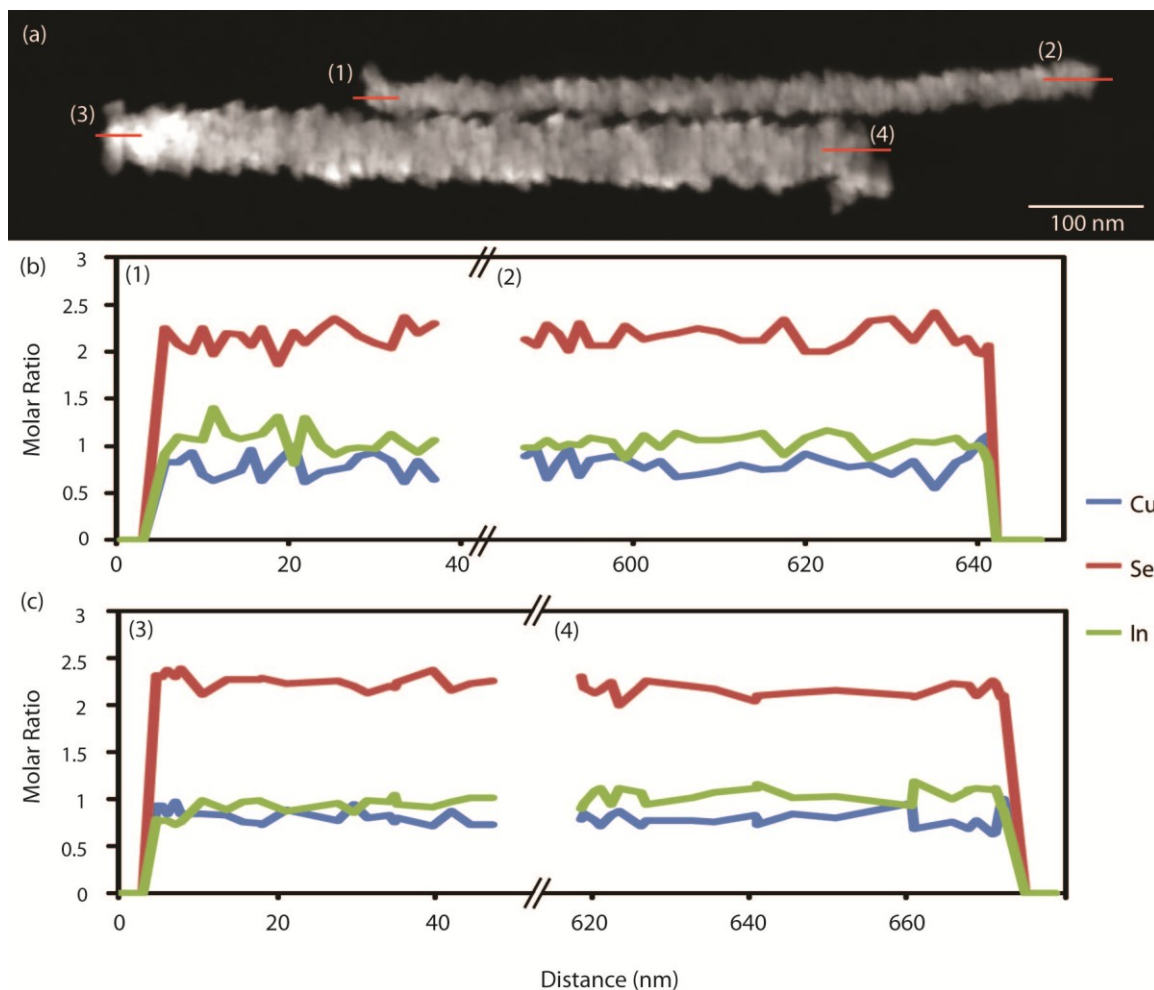 (a)
(1)
(2)
(3)
(4)
100 nm
(b)
(1)
(2)
3
2.5
2
1.5
1
0.5
0
Molar Ratio
0 20 40 600 620 640
Cu
Se
In
(c)
(3)
(4)
3
2.5
2
1.5
1
0.5
0
Molar Ratio
0 20 40 620 640 660
Distance (nm)